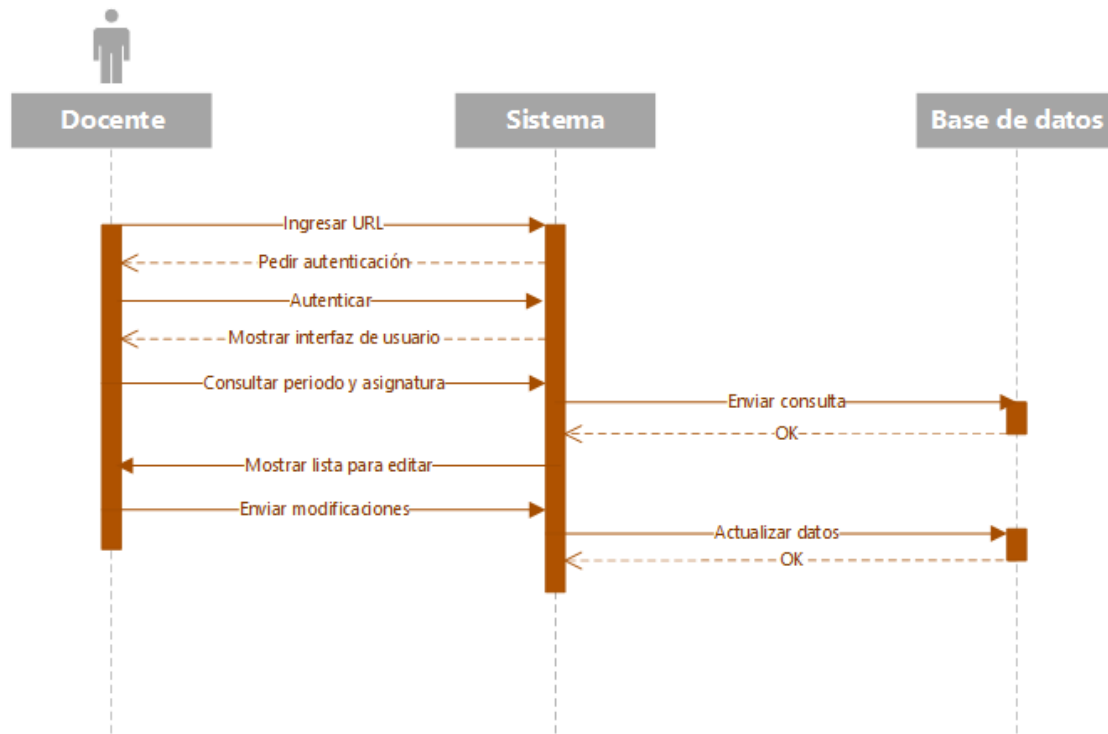 Docente
Sistema
Base de datos
Ingresar URL
Pedir autenticación
Autenticar
Mostrar interfaz de usuario
Consultar periodo y asignatura
Enviar consulta
OK
Mostrar lista para editar
Enviar modificaciones
Actualizar datos
OK